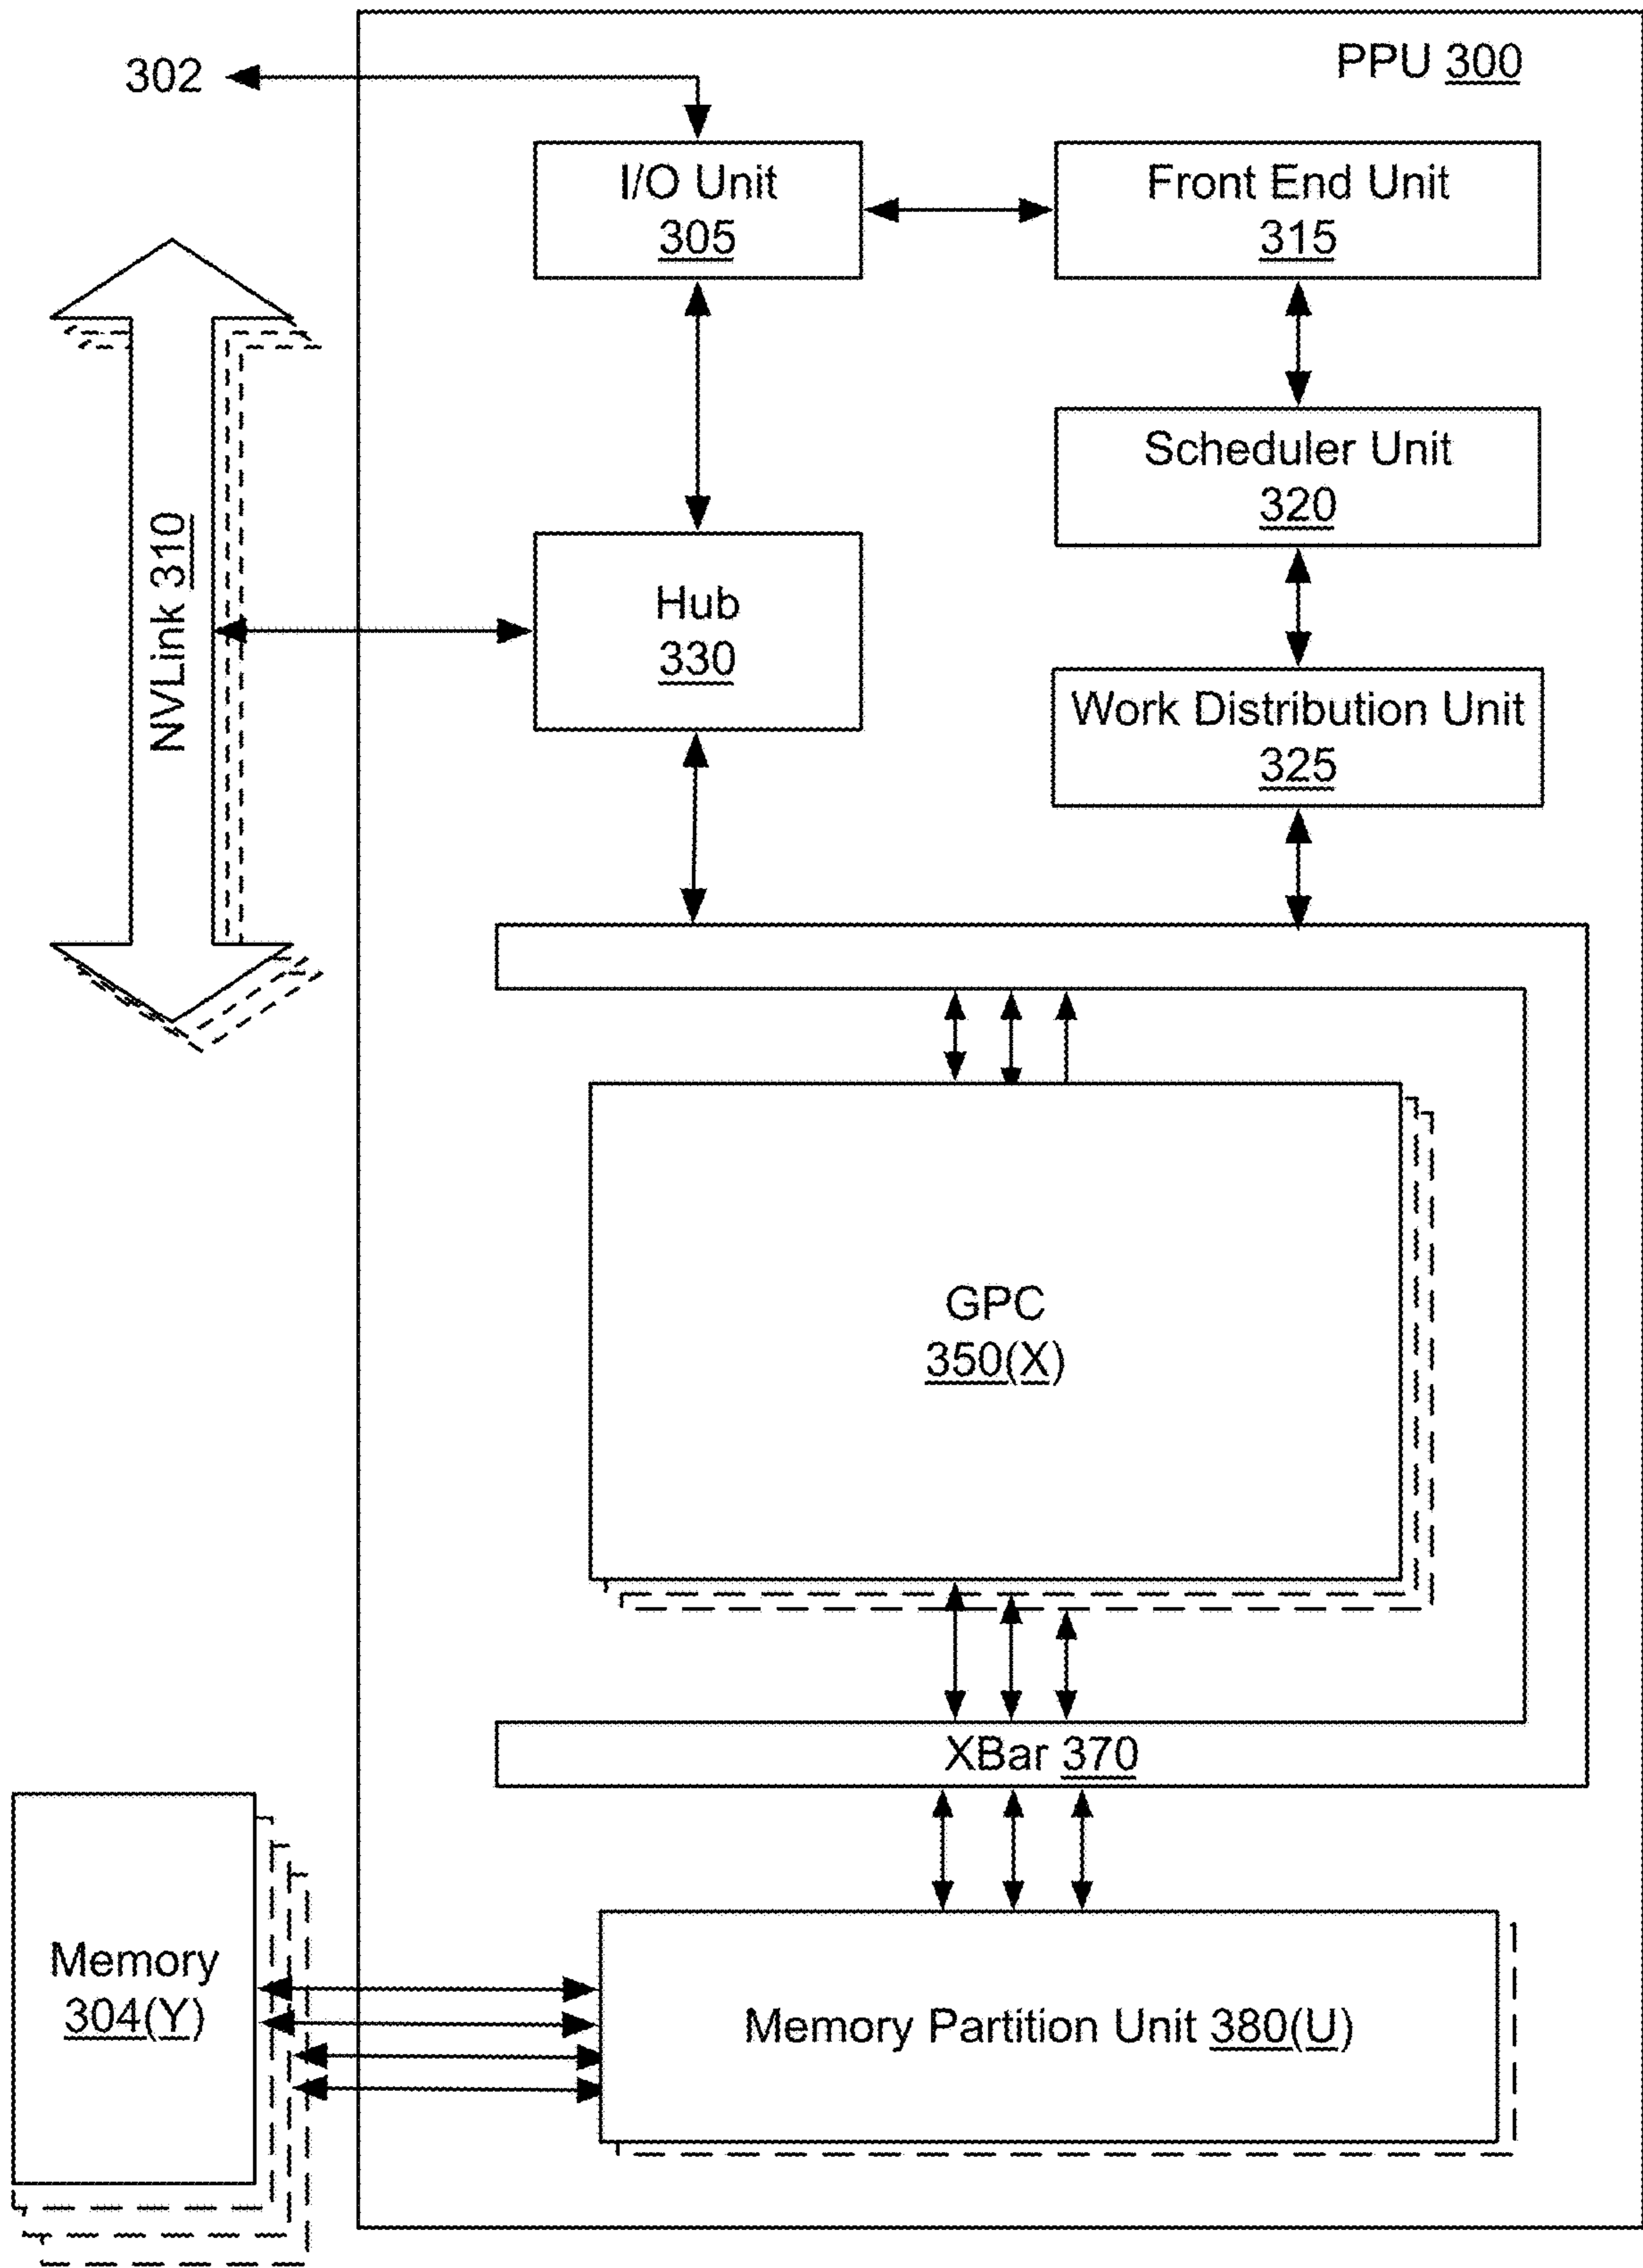 PPU 300
302
I/O Unit
305
Front End Unit
315
Scheduler Unit
320
NVLink 310
Hub
330
Work Distribution Unit
325
GPC
350(X)
XBar 370
Memory
304(Y)
Memory Partition Unit 380(U)